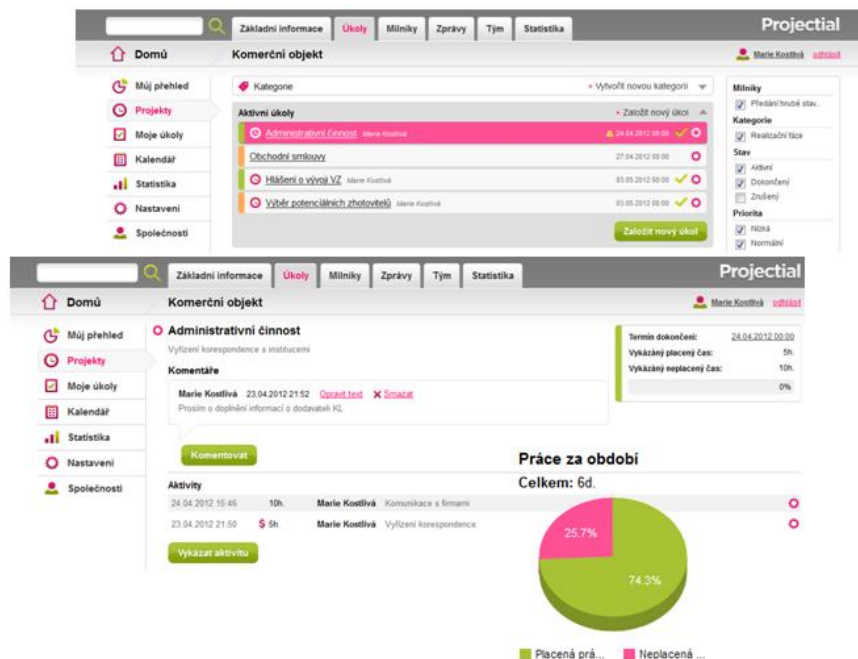 Základní informace Úkoly Milníky Zprávy Tým Statistika Projectial
Domů Komerční objekt Marie Kostlivá odhlásit
Můj přehled
Projekty
Moje úkoly
Kalendář
Statistika
Nastavení
Společnosti
Kategorie + Vytvořit novou kategorii
Aktivní úkoly + Založit nový úkol
Administrativní činnost Marie Kostlivá 24.04.2012 00:00
Obchodní smlouvy 27.04.2012 00:00
Hlášení o vývoji VZ Marie Kostlivá 03.05.2012 00:00
Výběr potenciálních zhotovitelů Marie Kostlivá 03.05.2012 00:00
Založit nový úkol
Milníky
Předání hrubé stav..
Kategorie
Realizační fáze
Stav
Aktivní
Dokončený
Zrušený
Priorita
Nízká
Normální
Základní informace Úkoly Milníky Zprávy Tým Statistika Projectial
Domů Komerční objekt Marie Kostlivá odhlásit
Můj přehled
Projekty
Moje úkoly
Kalendář
Statistika
Nastavení
Společnosti
Administrativní činnost
Vyřízení korespondence s institucemi
Komentáře
Marie Kostlivá 23.04.2012 21:52 Opravit text Smazat
Prosím o doplnění informací o dodavateli KL
Komentovat
Termín dokončení: 24.04.2012 00:00
Vykázaný placený čas: 5h.
Vykázaný neplacený čas: 10h.
0%
Aktivity
24.04.2012 15:46 10h. Marie Kostlivá Komunikace s firmami
23.04.2012 21:50 $ 5h. Marie Kostlivá Vyřízení korespondence
Vykázat aktivitu
Práce za období
Celkem: 6d.
25.7%
74.3%
Placená prá... Neplacená ...